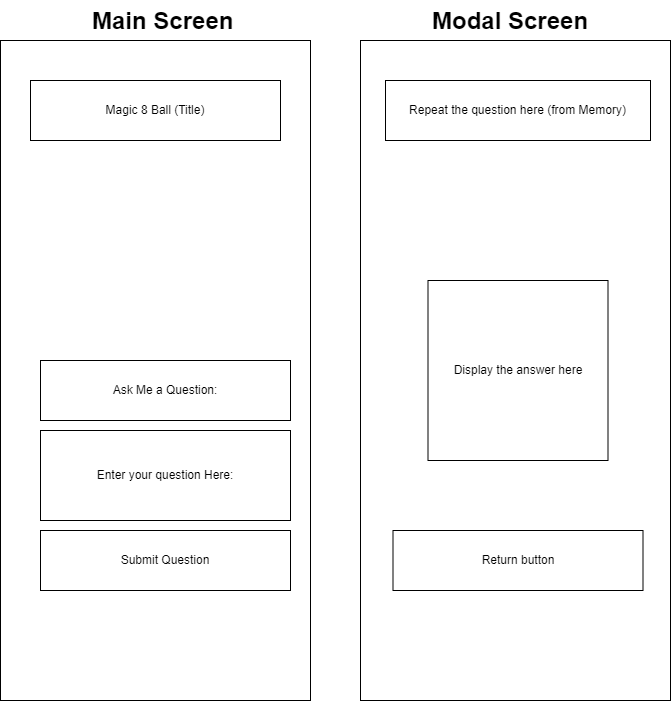 Main Screen
Modal Screen
Magic 8 Ball (Title)
Repeat the question here (from Memory)
Ask Me a Question:
Enter your question Here:
Submit Question
Display the answer here
Return button